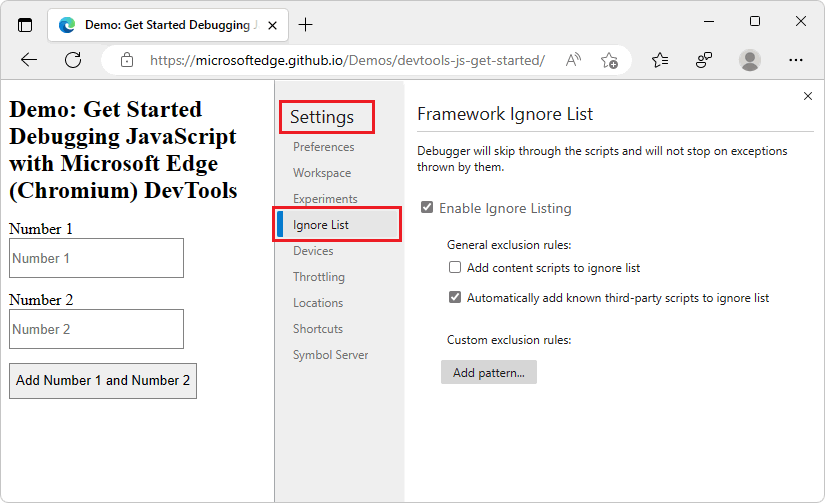 Demo: Get Started Debugging J
https://microsoftedge.github.io/Demos/devtools-js-get-started/
Demo: Get Started
Debugging JavaScript
with Microsoft Edge
(Chromium) DevTools
Number 1
Number 1
Number 2
Number 2
Add Number 1 and Number 2
Settings
Preferences
Workspace
Experiments
Ignore List
Devices
Throttling
Locations
Shortcuts
Symbol Server
Framework Ignore List
Debugger will skip through the scripts and will not stop on exceptions
thrown by them.
Enable Ignore Listing
General exclusion rules:
Add content scripts to ignore list
Automatically add known third-party scripts to ignore list
Custom exclusion rules:
Add pattern...